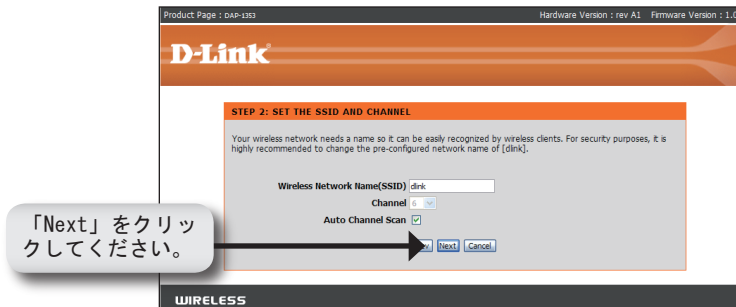 Product Page : DAP-1353 Hardware Version : rev A1 Firmware Version : 1.0
D-Link
STEP 2: SET THE SSID AND CHANNEL
Your wireless network needs a name so it can be easily recognized by wireless clients. For security purposes, it is
highly recommended to change the pre-configured network name of [dlink].
Wireless Network Name(SSID) dlink
Channel 6
Auto Channel Scan
Next Cancel
「Next」をクリッ
クしてください。
WIRELESS